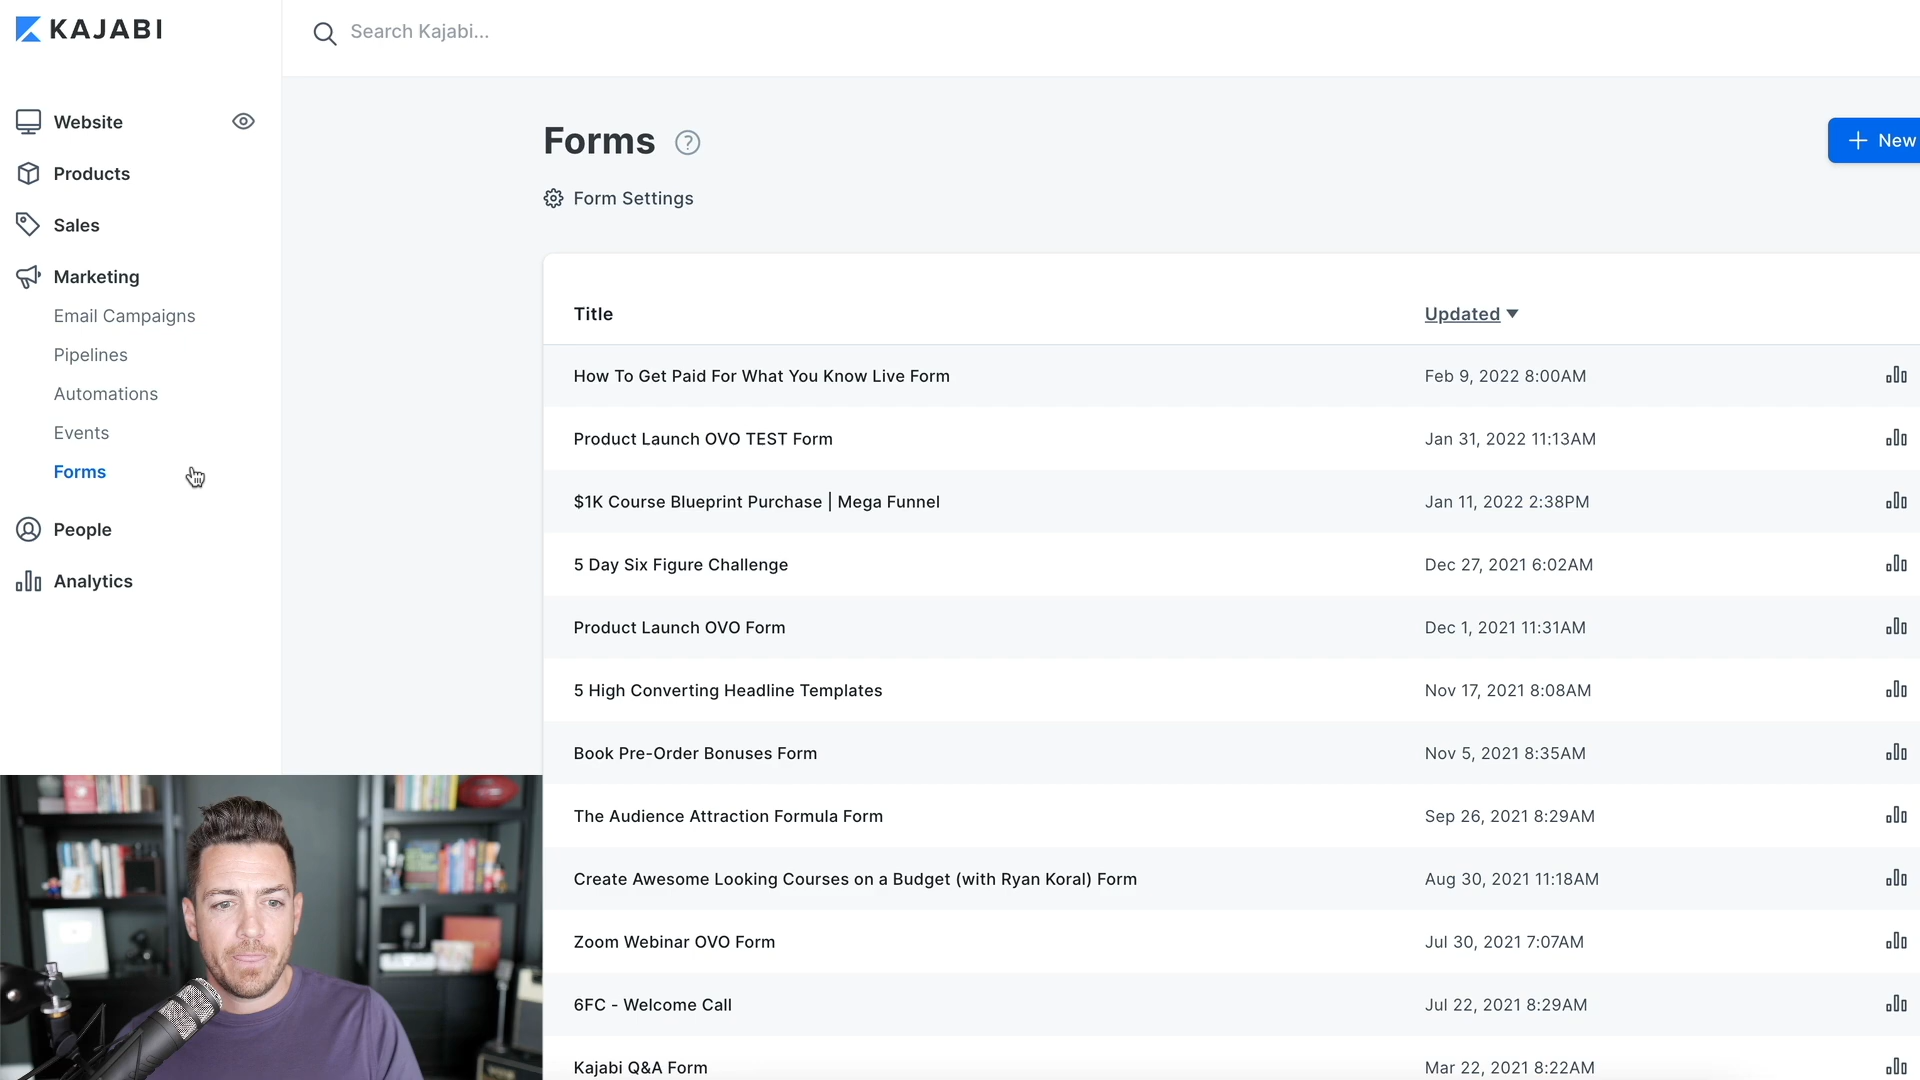 KAJABI
Search Kajabi...
Website
Products
Sales
Marketing
Email Campaigns
Pipelines
Automations
Events
Forms
People
Analytics
Forms ?
+ New
Form Settings
Title Updated ▼
How To Get Paid For What You Know Live Form Feb 9, 2022 8:00AM
Product Launch OVO TEST Form Jan 31, 2022 11:13AM
$1K Course Blueprint Purchase | Mega Funnel Jan 11, 2022 2:38PM
5 Day Six Figure Challenge Dec 27, 2021 6:02AM
Product Launch OVO Form Dec 1, 2021 11:31AM
5 High Converting Headline Templates Nov 17, 2021 8:08AM
Book Pre-Order Bonuses Form Nov 5, 2021 8:35AM
The Audience Attraction Formula Form Sep 26, 2021 8:29AM
Create Awesome Looking Courses on a Budget (with Ryan Koral) Form Aug 30, 2021 11:18AM
Zoom Webinar OVO Form Jul 30, 2021 7:07AM
6FC - Welcome Call Jul 22, 2021 8:29AM
Kajabi Q&A Form Mar 22, 2021 8:22AM